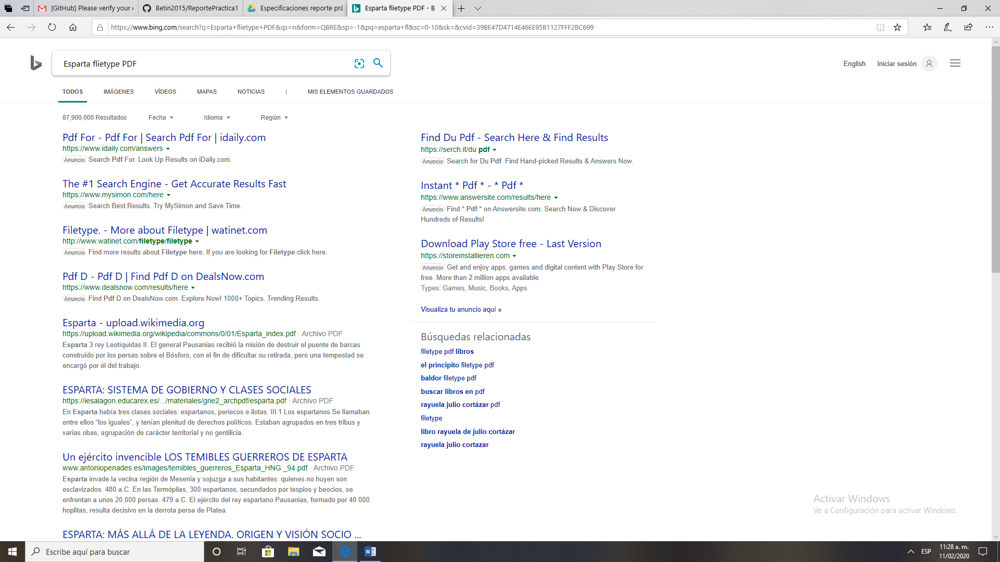 [GitHub] Please verify your e
Betin2015/ReportePractica1
Especificaciones reporte prá
Esparta flietype PDF - B
https://www.bing.com/search?q=Esparta+flietype+PDF&qs=n&form=QBRE&sp=-1&pq=esparta+fl&sc=0-10&sk=&cvid=39BE47D4714E46EE95B1127FFF2BC699
Esparta flietype PDF
English
Iniciar sesión
TODOS
IMÁGENES
VÍDEOS
MAPAS
NOTICIAS
|
MIS ELEMENTOS GUARDADOS
87,900,000 Resultados
Fecha
Idioma
Región
Pdf For - Pdf For | Search Pdf For | idaily.com
https://www.idaily.com/answers
Anuncio Search Pdf For. Look Up Results on iDaily.com.
The #1 Search Engine - Get Accurate Results Fast
https://www.mysimon.com/here
Anuncio Search Best Results. Try MySimon and Save Time.
Filetype. - More about Filetype | watinet.com
http://www.watinet.com/filetype/filetype
Anuncio Find more results about Filetype here. If you are looking for Filetype click here.
Pdf D - Pdf D | Find Pdf D on DealsNow.com
https://www.dealsnow.com/results/here
Anuncio Find Pdf D on DealsNow.com. Explore Now! 1000+ Topics. Trending Results.
Esparta - upload.wikimedia.org
https://upload.wikimedia.org/wikipedia/commons/0/01/Esparta_index.pdf · Archivo PDF
Esparta 3 rey Leotíquidas II. El general Pausanias recibió la misión de destruir el puente de barcas
construido por los persas sobre el Bósforo, con el fin de dificultar su retirada, pero una tempestad se
encargó por él del trabajo.
ESPARTA: SISTEMA DE GOBIERNO Y CLASES SOCIALES
https://iesalagon.educarex.es/.../materiales/grie2_archpdf/esparta.pdf · Archivo PDF
En Esparta había tres clases sociales: espartanos, periecos e ilotas. III.1 Los espartanos Se llamaban
entre ellos “los iguales”, y tenían plenitud de derechos políticos. Estaban agrupados en tres tribus y
varias obas, agrupación de carácter territorial y no gentilicia.
Un ejército invencible LOS TEMIBLES GUERREROS DE ESPARTA
www.antoniopenades.es/images/temibles_guerreros_Esparta_HNG _94.pdf · Archivo PDF
Esparta invade la vecina región de Mesenia y sojuzga a sus habitantes: quienes no huyen son
esclavizados. 480 a.C. En las Termópilas, 300 espartanos, secundados por tespios y beocios, se
enfrentan a unos 20.000 persas. 479 a.C. El ejército del rey espartano Pausanias, formado por 40.000
hoplitas, resulta decisivo en la derrota persa de Platea.
ESPARTA: MÁS ALLÁ DE LA LEYENDA. ORIGEN Y VISIÓN SOCIO ...
Find Du Pdf - Search Here & Find Results
https://serch.it/du pdf
Anuncio Search for Du Pdf. Find Hand-picked Results & Answers Now.
Instant * Pdf * - * Pdf *
https://www.answersite.com/results/here
Anuncio Find * Pdf * on Answersite.com. Search Now & Discover
Hundreds of Results!
Download Play Store free - Last Version
https://storeinstallieren.com
Anuncio Get and enjoy apps, games and digital content with Play Store for
free. More than 2 million apps available
Types: Games, Music, Books, Apps
Visualiza tu anuncio aquí »
Búsquedas relacionadas
filetype pdf libros
el principito filetype pdf
baldor filetype pdf
buscar libros en pdf
rayuela julio cortázar pdf
filetype
libro rayuela de julio cortázar
rayuela julio cortazar
Activar Windows
Ve a Configuración para activar Windows.
Escribe aquí para buscar
ESP
11:28 a. m.
11/02/2020